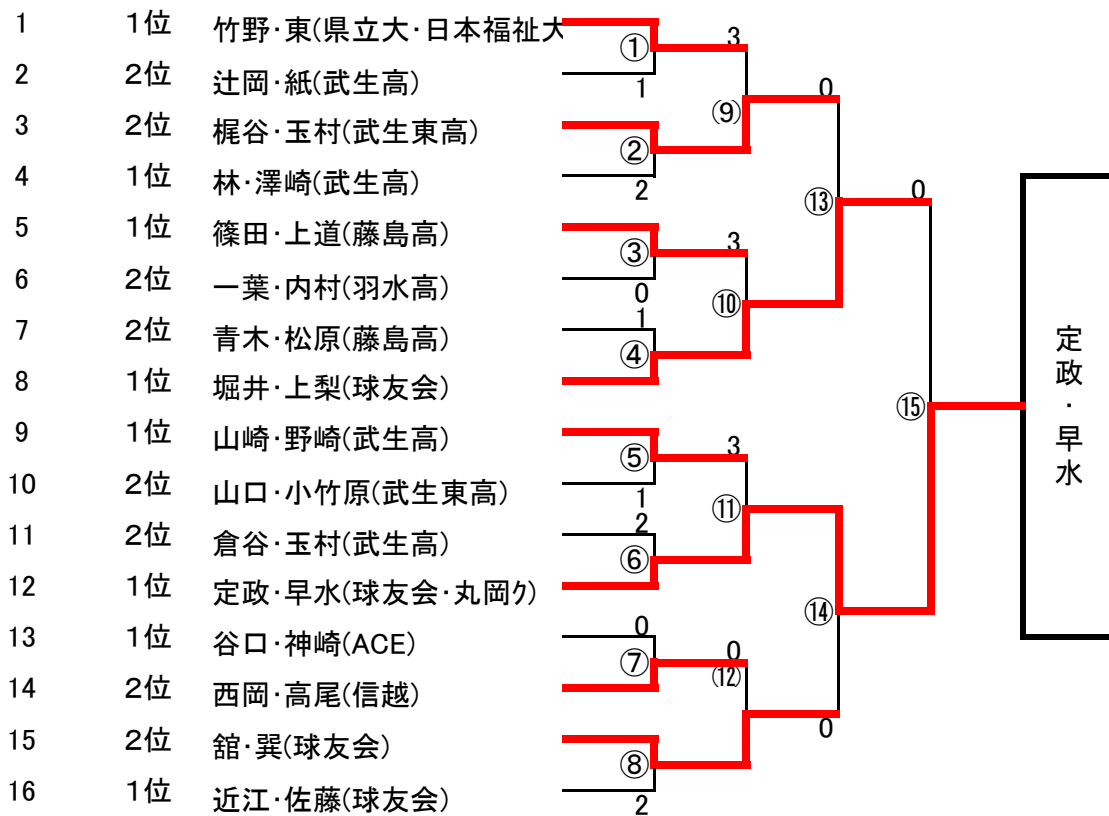 1 1位 竹野・東(県立大・日本福祉大
① 3
2 2位 辻岡・紙(武生高)
1 ⑨ 0
3 2位 梶谷・玉村(武生東高)
②
4 1位 林・澤崎(武生高)
2 ⑬ 0
5 1位 篠田・上道(藤島高)
③ 3
6 2位 一葉・内村(羽水高)
0 ⑩
7 2位 青木・松原(藤島高)
1
④
8 1位 堀井・上梨(球友会)
⑮
定政・早水
9 1位 山崎・野崎(武生高)
⑤ 3
10 2位 山口・小竹原(武生東高)
1 ⑪
11 2位 倉谷・玉村(武生高)
2
⑥
12 1位 定政・早水(球友会・丸岡ク)
⑭
13 1位 谷口・神崎(ACE)
0
⑦ 0
14 2位 西岡・高尾(信越)
⑿
15 2位 舘・巽(球友会)
0
⑧
16 1位 近江・佐藤(球友会)
2